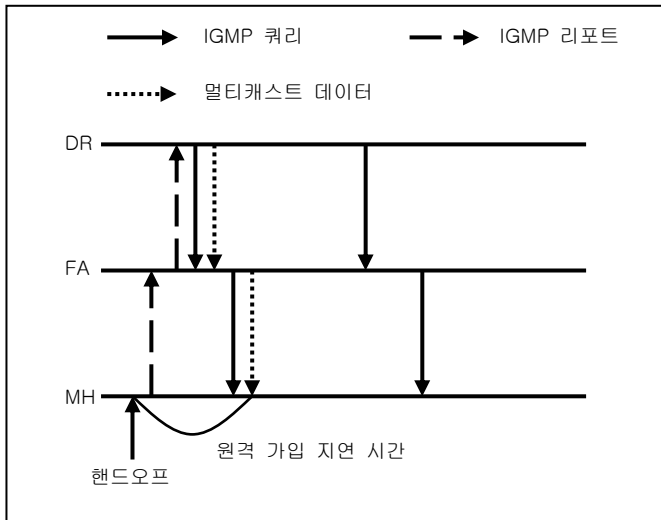 IGMP 쿼리
IGMP 리포트
멀티캐스트 데이터
DR
FA
MH
원격 가입 지연 시간
핸드오프